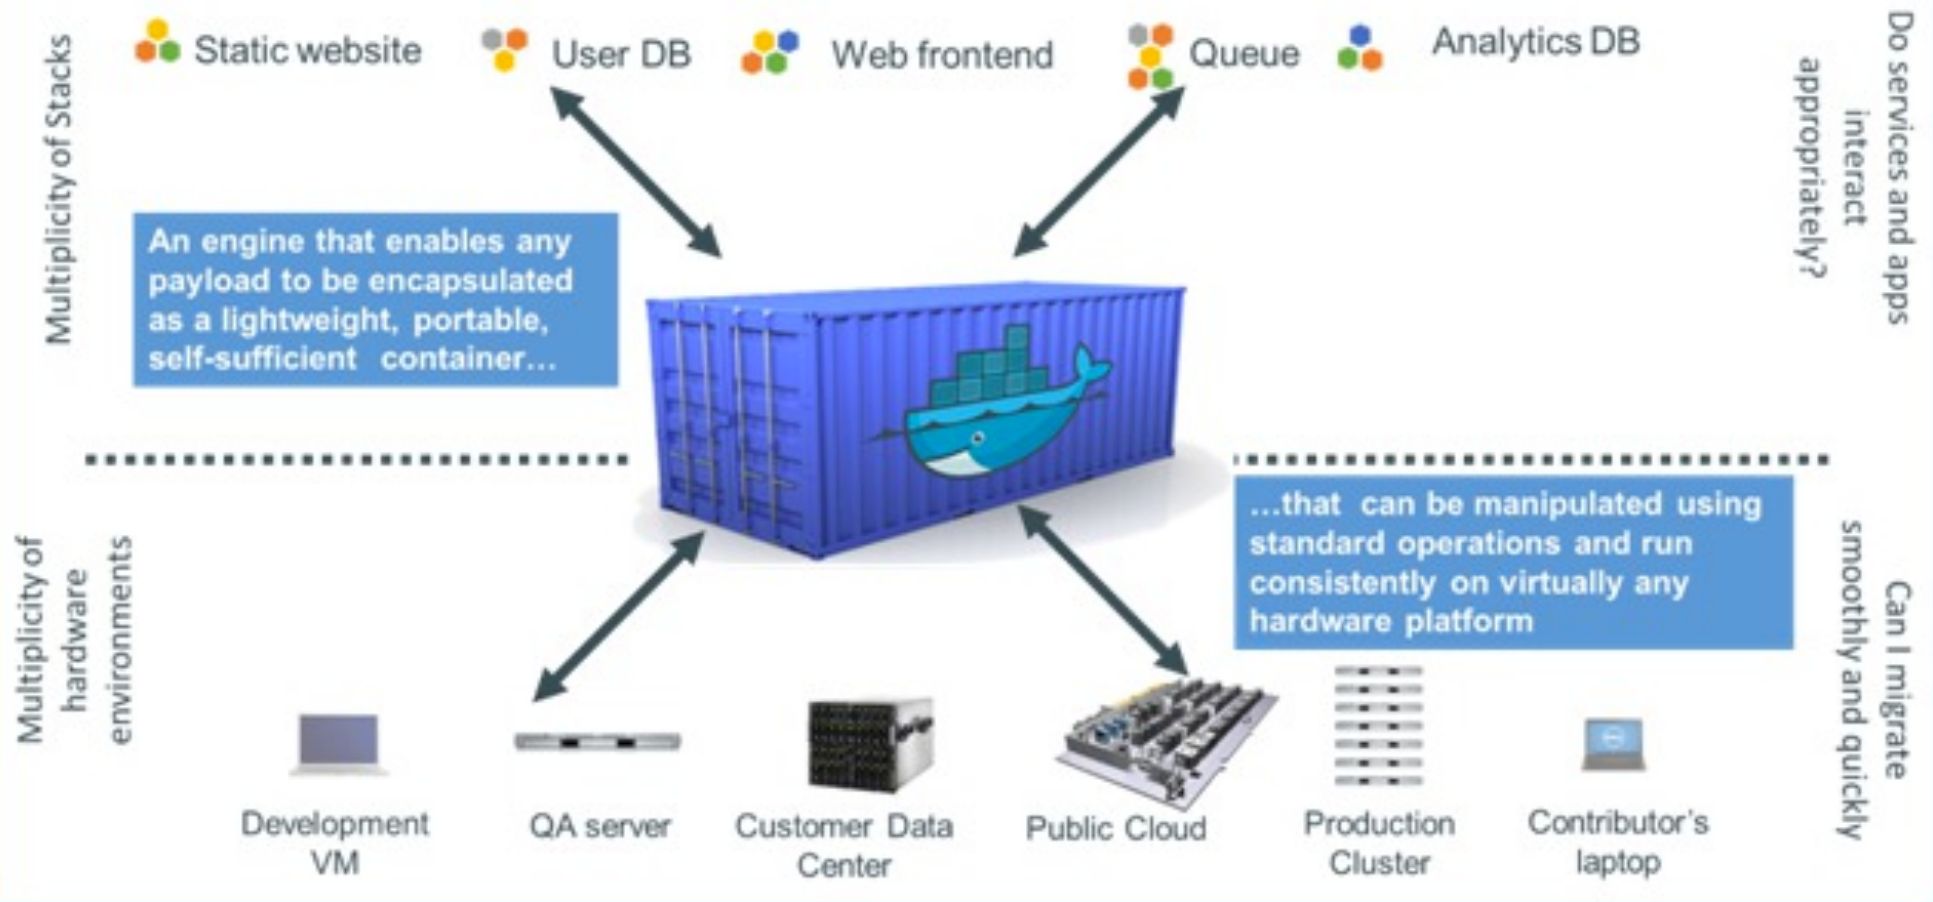 Static website
User DB
Web frontend
Queue
Analytics DB
Multiplicity of Stacks
Do services and apps
interact
appropriately?
An engine that enables any
payload to be encapsulated
as a lightweight, portable,
self-sufficient container...
...that can be manipulated using
standard operations and run
consistently on virtually any
hardware platform
Multiplicity of
hardware
environments
Can I migrate
smoothly and quickly
Development
VM
QA server
Customer Data
Center
Public Cloud
Production
Cluster
Contributor's
laptop